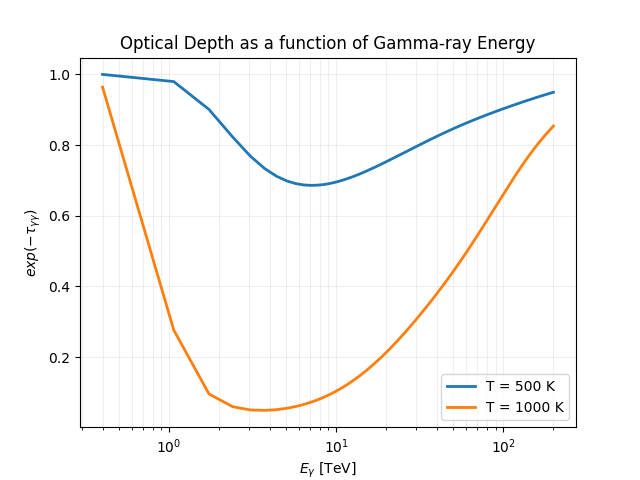 Optical Depth as a function of Gamma-ray Energy
1.0
0.8
0.6
0.4
0.2
exp(−τγγ)
10⁰
10¹
10²
Eγ [TeV]
T = 500 K
T = 1000 K